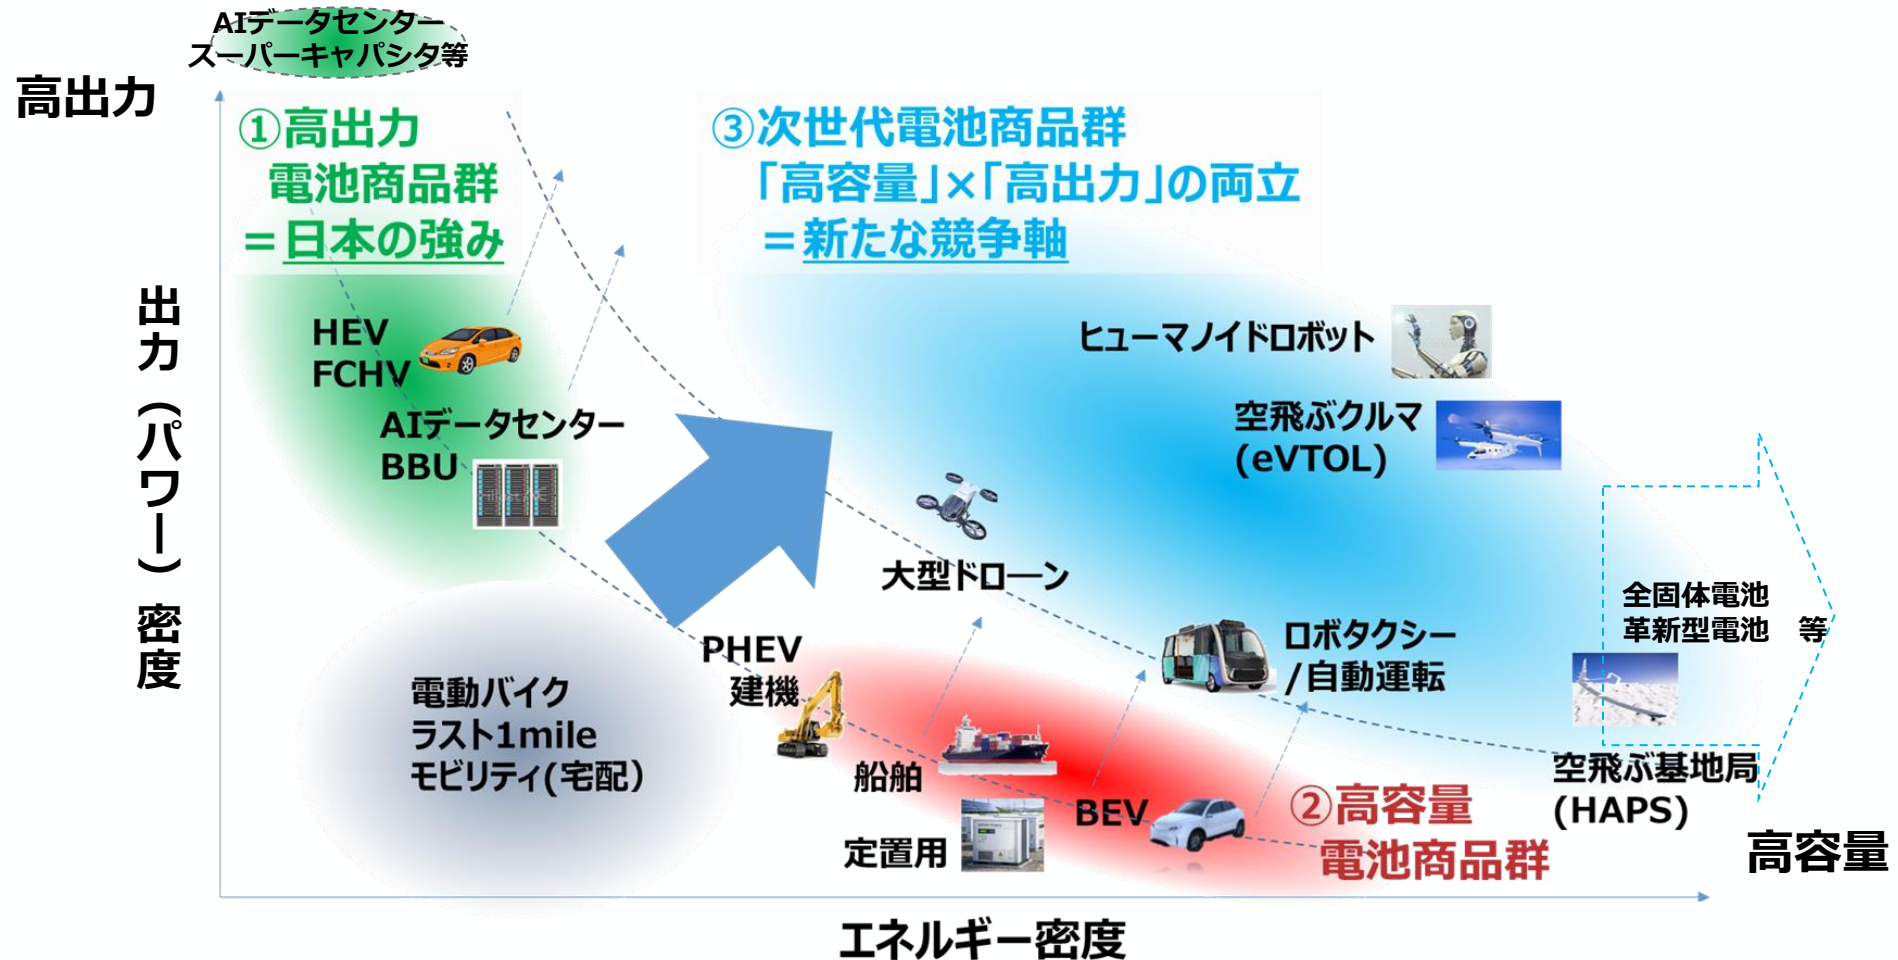 AIデータセンター
スーパーキャパシタ等
高出力
①高出力
電池商品群
＝日本の強み
③次世代電池商品群
「高容量」×「高出力」の両立
＝新たな競争軸
出力（パワー）密度
HEV
FCHV
AIデータセンター
BBU
ヒューマノイドロボット
空飛ぶクルマ
(eVTOL)
大型ドローン
全固体電池
革新型電池　等
ロボタクシー
/自動運転
PHEV
建機
電動バイク
ラスト1mile
モビリティ(宅配）
船舶
定置用
BEV
②高容量
電池商品群
空飛ぶ基地局
(HAPS)
高容量
エネルギー密度